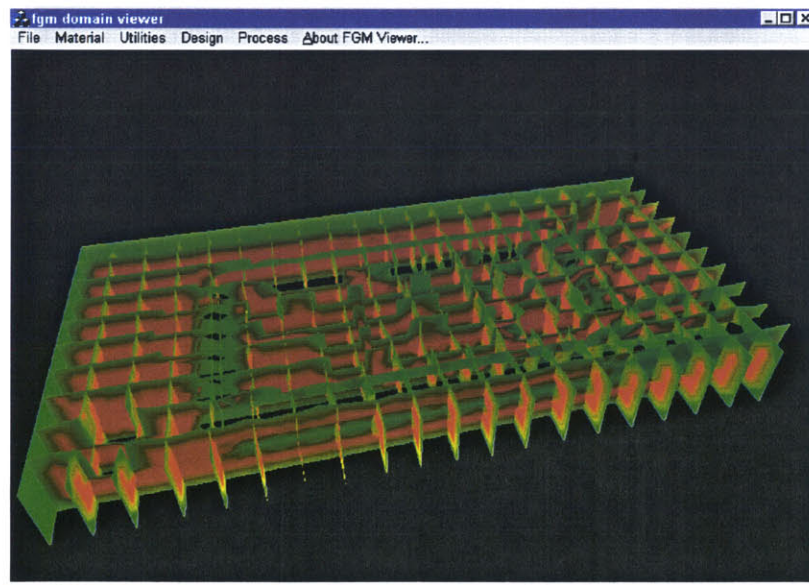 fgm domain viewer
File Material Utilities Design Process About FGM Viewer...